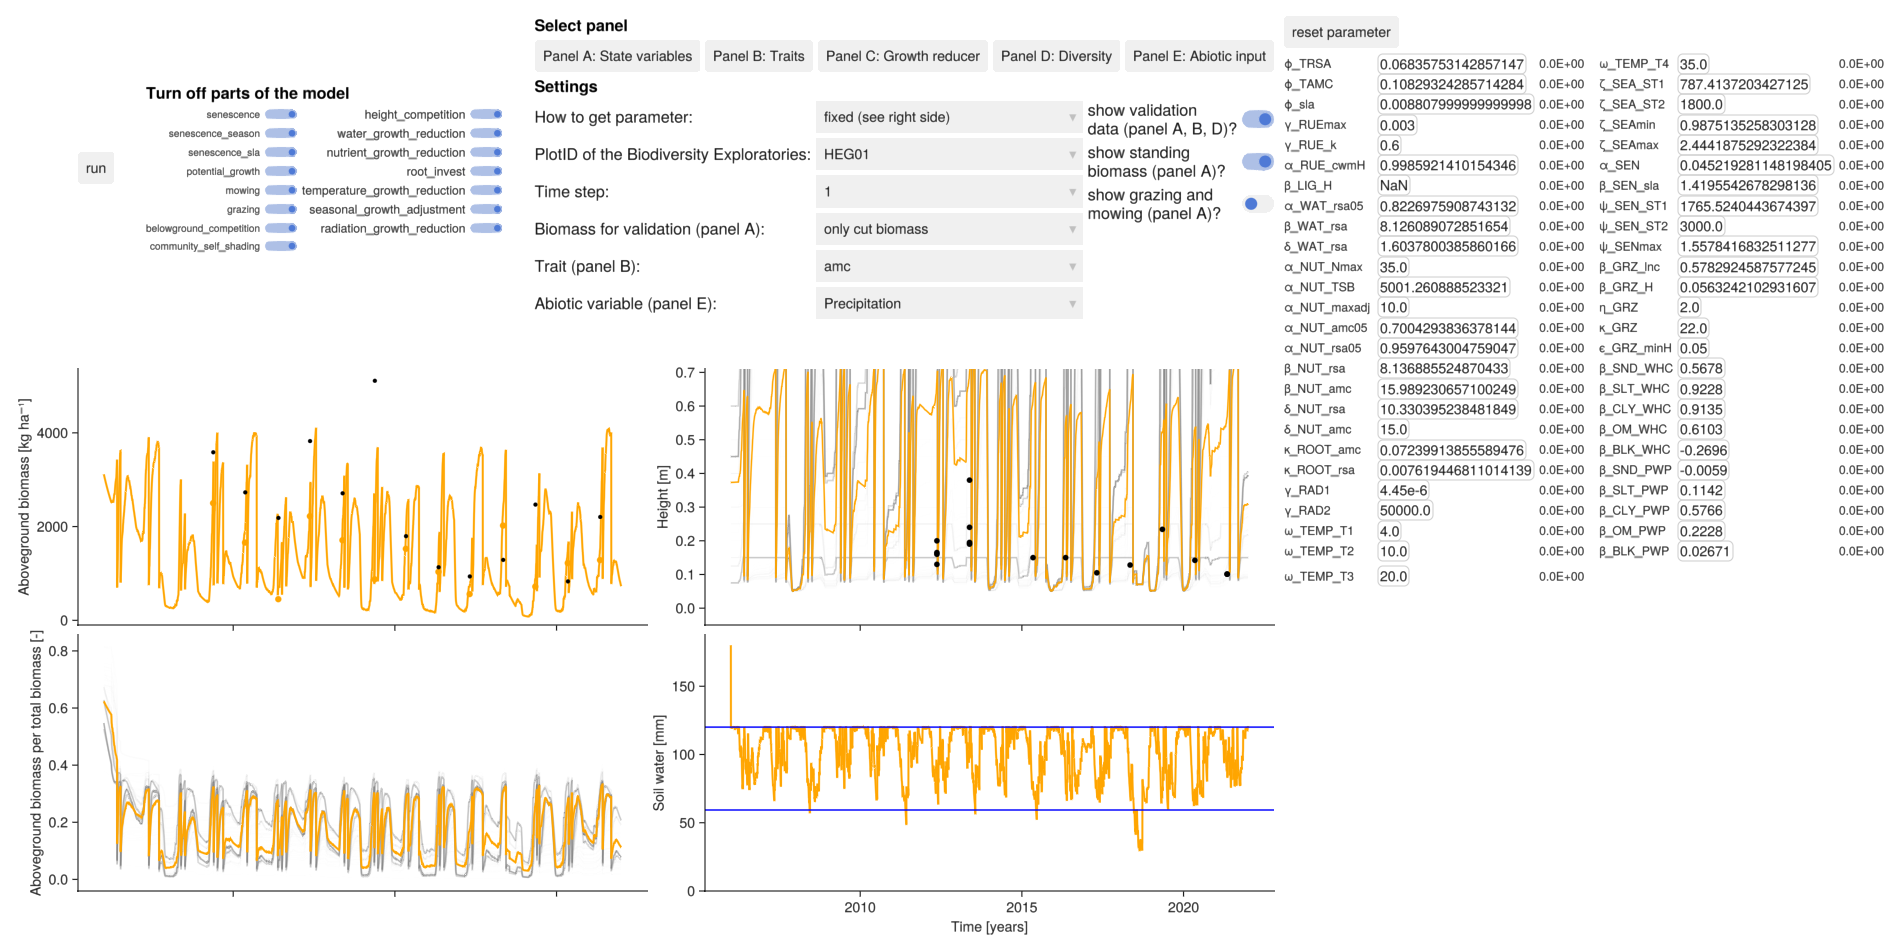 Select panel
Panel A: State variables
Panel B: Traits
Panel C: Growth reducer
Panel D: Diversity
Panel E: Abiotic input
Settings
How to get parameter:
fixed (see right side)
PlotID of the Biodiversity Exploratories:
HEG01
Time step:
1
Biomass for validation (panel A):
only cut biomass
Trait (panel B):
amc
Abiotic variable (panel E):
Precipitation
show validation
data (panel A, B, D)?
show standing
biomass (panel A)?
show grazing and
mowing (panel A)?
Turn off parts of the model
run
senescence
senescence_season
senescence_sla
potential_growth
mowing
grazing
belowground_competition
community_self_shading
height_competition
water_growth_reduction
nutrient_growth_reduction
root_invest
temperature_growth_reduction
seasonal_growth_adjustment
radiation_growth_reduction
reset parameter
ϕ_TRSA 0.06835753142857147 0.0E+00
ϕ_TAMC 0.10829324285714284 0.0E+00
ϕ_sla 0.008807999999999998 0.0E+00
γ_RUEmax 0.003 0.0E+00
γ_RUE_k 0.6 0.0E+00
α_RUE_cwmH 0.9985921410154346 0.0E+00
β_LIG_H NaN 0.0E+00
α_WAT_rsa05 0.8226975908743132 0.0E+00
β_WAT_rsa 8.126089072851654 0.0E+00
δ_WAT_rsa 1.6037800385860166 0.0E+00
α_NUT_Nmax 35.0 0.0E+00
α_NUT_TSB 5001.260888523321 0.0E+00
α_NUT_maxadj 10.0 0.0E+00
α_NUT_amc05 0.7004293836378144 0.0E+00
α_NUT_rsa05 0.9597643004759047 0.0E+00
β_NUT_rsa 8.136885524870433 0.0E+00
β_NUT_amc 15.989230657100249 0.0E+00
δ_NUT_rsa 10.330395238481849 0.0E+00
δ_NUT_amc 15.0 0.0E+00
κ_ROOT_amc 0.07239913855589476 0.0E+00
κ_ROOT_rsa 0.007619446811014139 0.0E+00
γ_RAD1 4.45e-6 0.0E+00
γ_RAD2 50000.0 0.0E+00
ω_TEMP_T1 4.0 0.0E+00
ω_TEMP_T2 10.0 0.0E+00
ω_TEMP_T3 20.0 0.0E+00
ω_TEMP_T4 35.0 0.0E+00
ζ_SEA_ST1 787.4137203427125 0.0E+00
ζ_SEA_ST2 1800.0 0.0E+00
ζ_SEAmin 0.9875135258303128 0.0E+00
ζ_SEAmax 2.4441875292322384 0.0E+00
α_SEN 0.045219281148198405 0.0E+00
β_SEN_sla 1.4195542678298136 0.0E+00
ψ_SEN_ST1 1765.5240443674397 0.0E+00
ψ_SEN_ST2 3000.0 0.0E+00
ψ_SENmax 1.5578416832511277 0.0E+00
β_GRZ_lnc 0.5782924587577245 0.0E+00
β_GRZ_H 0.0563242102931607 0.0E+00
η_GRZ 2.0 0.0E+00
κ_GRZ 22.0 0.0E+00
ϵ_GRZ_minH 0.05 0.0E+00
β_SND_WHC 0.5678 0.0E+00
β_SLT_WHC 0.9228 0.0E+00
β_CLY_WHC 0.9135 0.0E+00
β_OM_WHC 0.6103 0.0E+00
β_BLK_WHC -0.2696 0.0E+00
β_SND_PWP -0.0059 0.0E+00
β_SLT_PWP 0.1142 0.0E+00
β_CLY_PWP 0.5766 0.0E+00
β_OM_PWP 0.2228 0.0E+00
β_BLK_PWP 0.02671 0.0E+00
Aboveground biomass [kg ha⁻¹]
4000
2000
0
Height [m]
0.7
0.6
0.5
0.4
0.3
0.2
0.1
0.0
Aboveground biomass per total biomass [-]
0.8
0.6
0.4
0.2
0.0
Soil water [mm]
150
100
50
0
2010
2015
2020
Time [years]